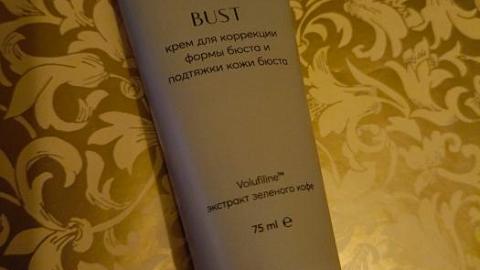 BUST
крем для коррекции
формы бюста и
подтяжки кожи бюста
Volufiline™
экстракт зеленого кофе
75 ml ℮